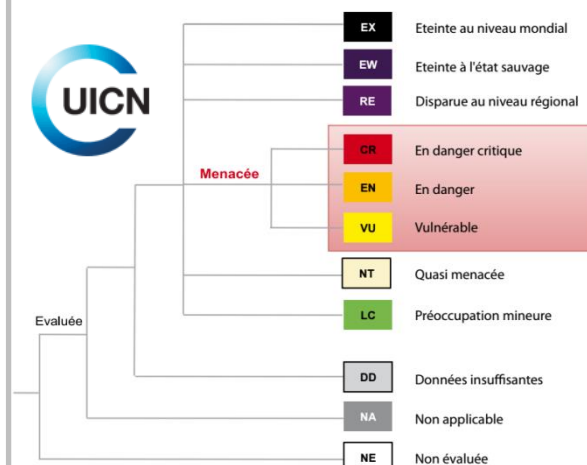 EX Eteinte au niveau mondial
UICN
EW Eteinte à l'état sauvage
RE Disparue au niveau régional
CR En danger critique
Menacée
EN En danger
VU Vulnérable
NT Quasi menacée
LC Préoccupation mineure
Evaluée
DD Données insuffisantes
NA Non applicable
NE Non évaluée